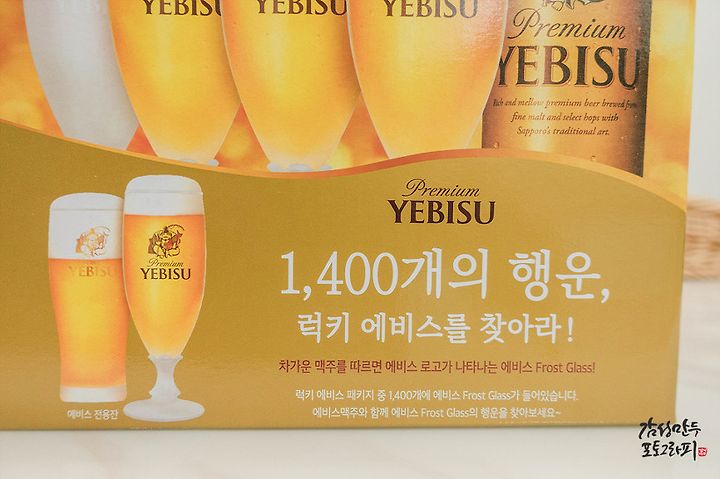 YEBISU
YEBISU
YEBISU
Premium
YEBISU
Rich and mellow premium beer brewed from
fine malt and select hops with
Sapporo's traditional art.
Premium
YEBISU
YEBISU
Premium
YEBISU
1,400개의 행운,
럭키 에비스를 찾아라!
차가운 맥주를 따르면 에비스 로고가 나타나는 에비스 Frost Glass!
럭키 에비스 패키지 중 1,400개에 에비스 Frost Glass가 들어있습니다.
에비스맥주와 함께 에비스 Frost Glass의 행운을 찾아보세요~
에비스 전용잔
감성만두
포토그라피